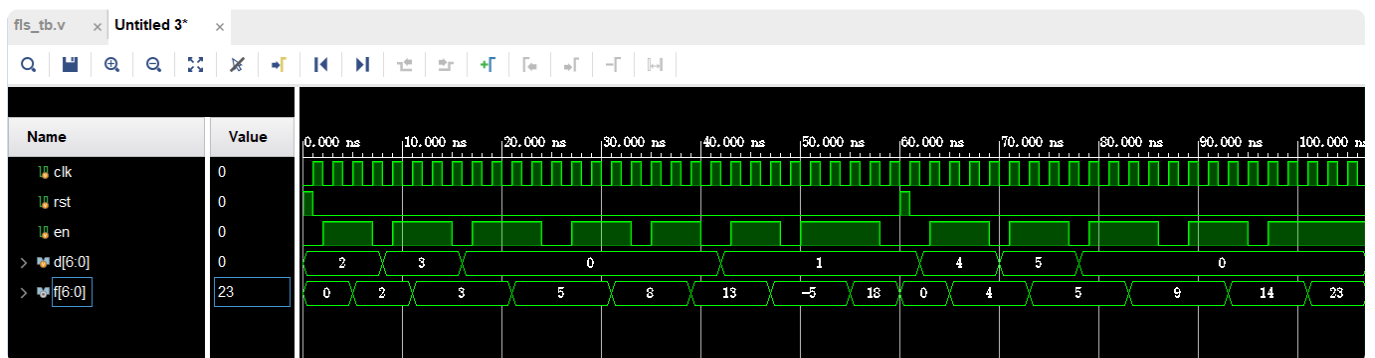 fls_tb.v × Untitled 3* ×
Name Value
0.000 ns 10.000 ns 20.000 ns 30.000 ns 40.000 ns 50.000 ns 60.000 ns 70.000 ns 80.000 ns 90.000 ns 100.000 n
clk 0
rst 0
en 0
d[6:0] 0 2 3 0 1 4 5 0
f[6:0] 23 0 2 3 5 8 13 -5 18 0 4 5 9 14 23